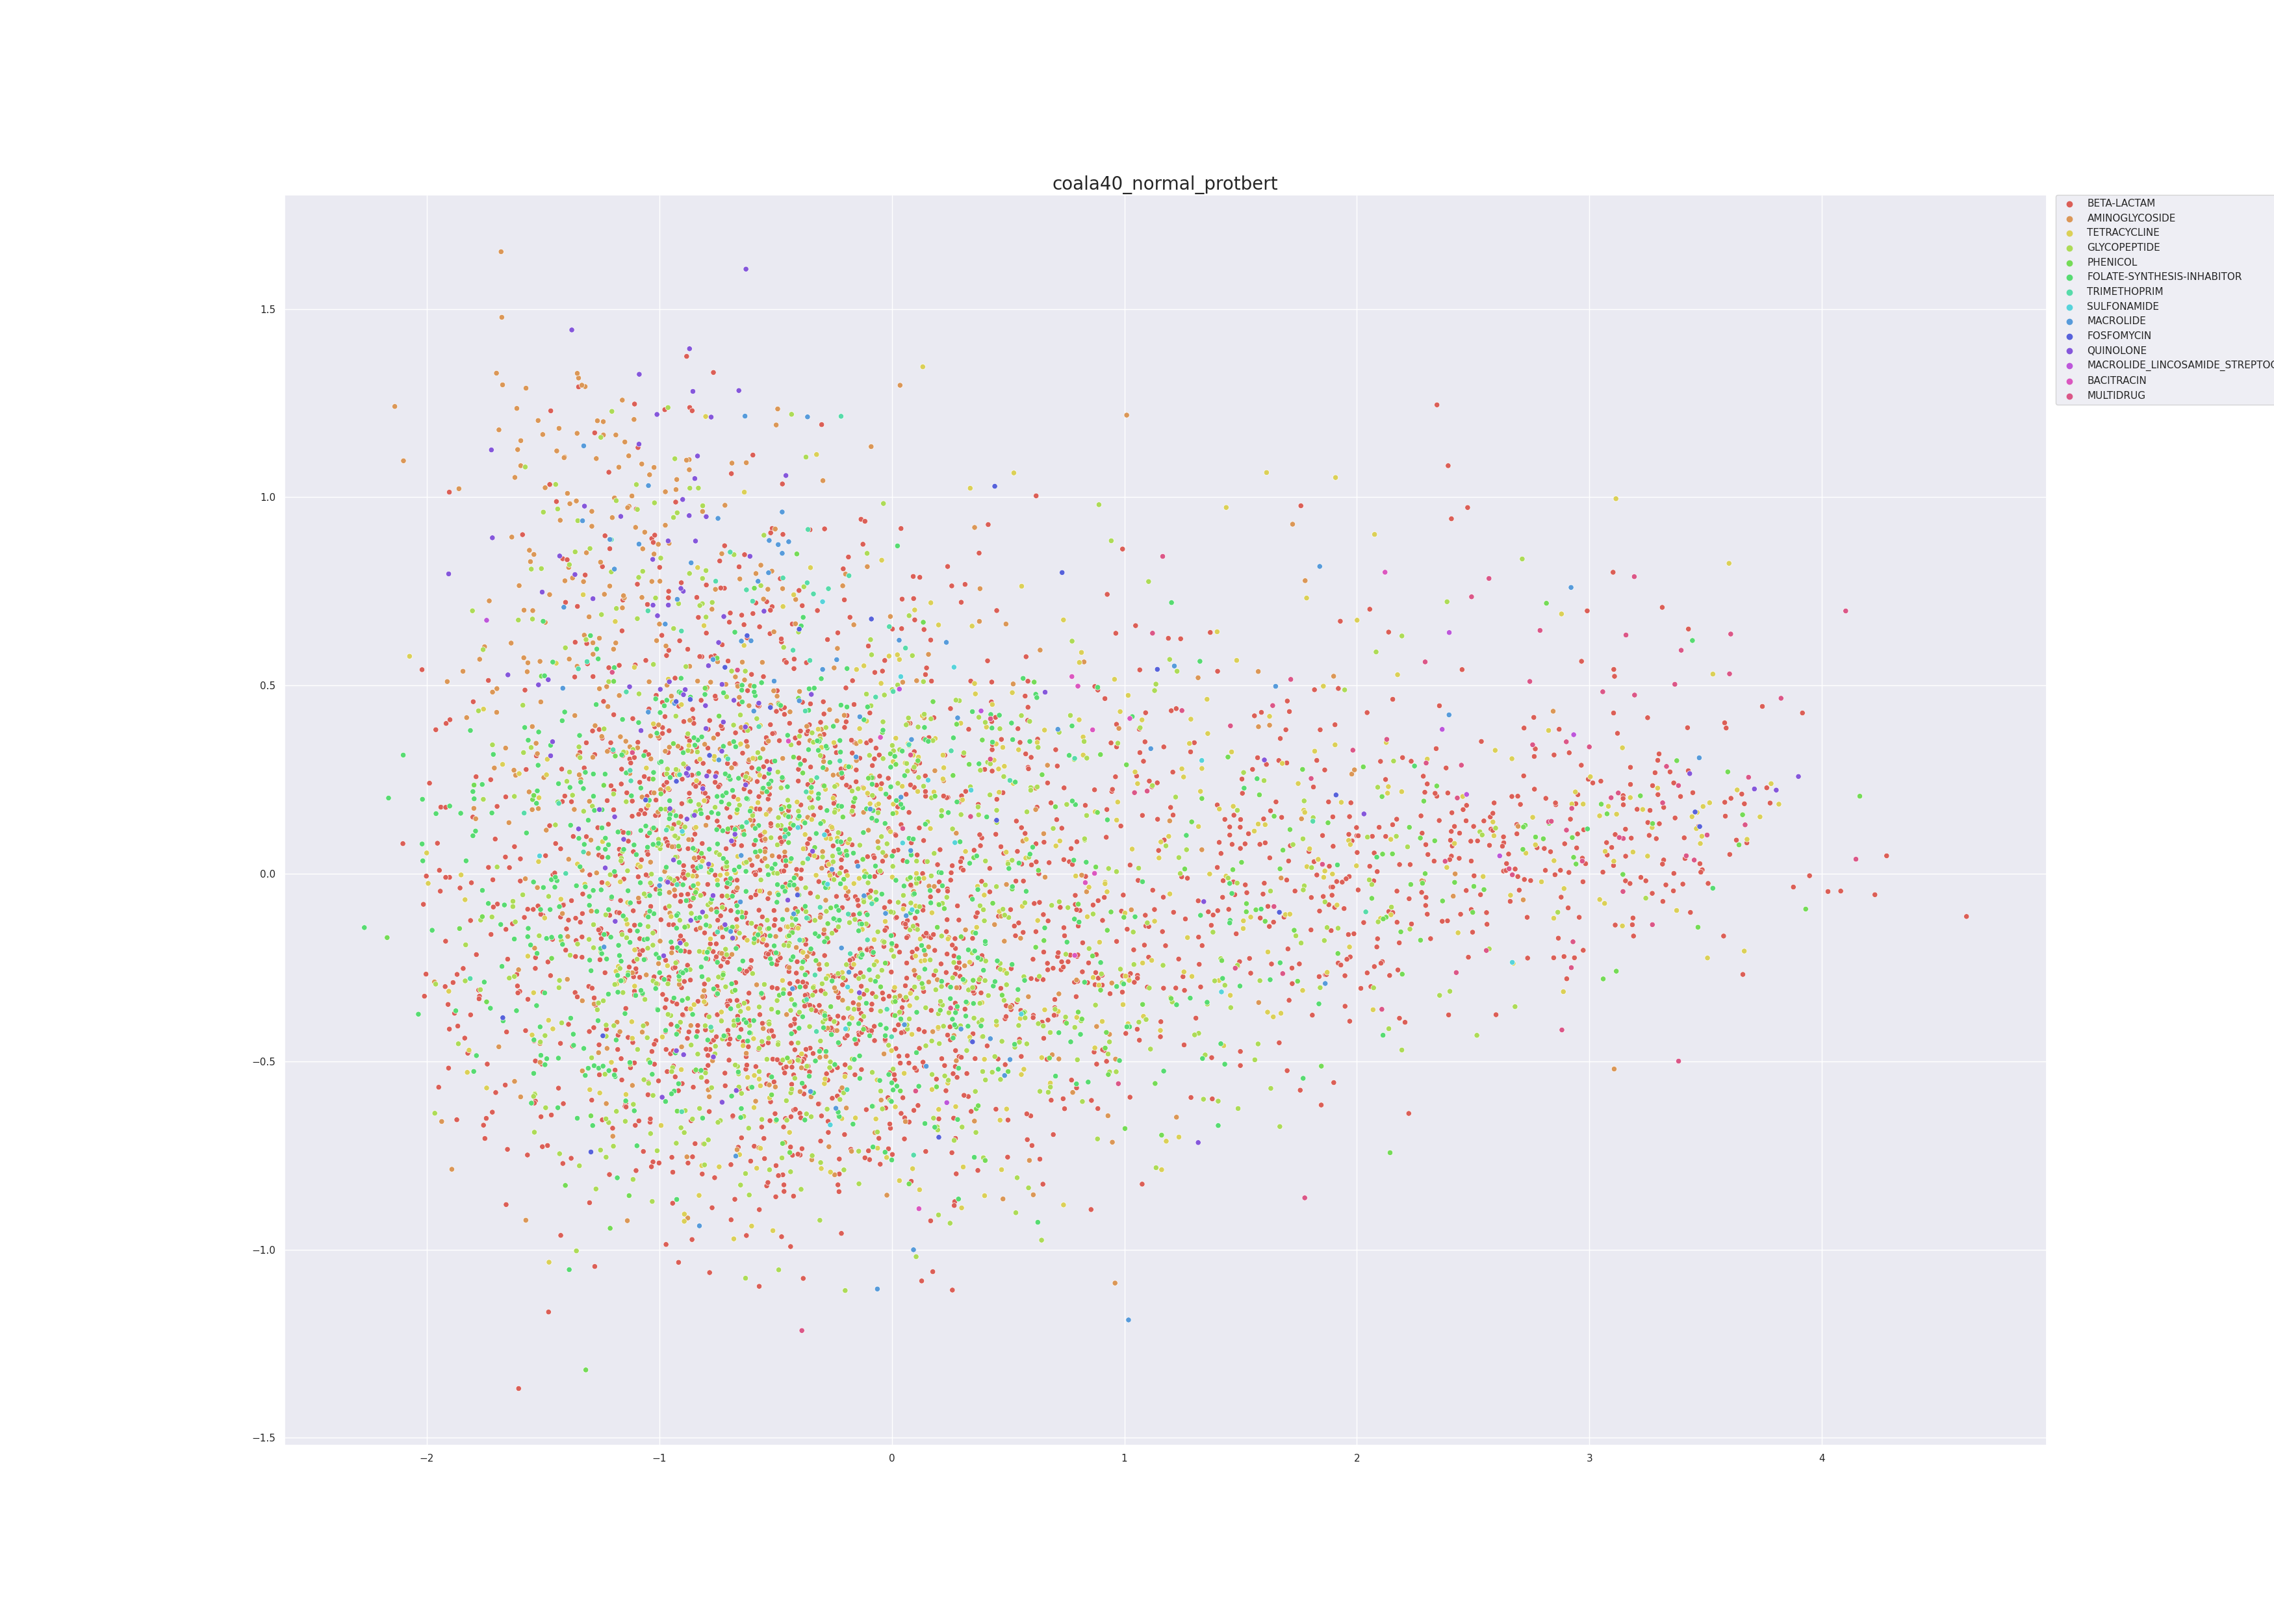 coala40_normal_protbert
BETA-LACTAM
AMINOGLYCOSIDE
TETRACYCLINE
GLYCOPEPTIDE
PHENICOL
FOLATE-SYNTHESIS-INHABITOR
TRIMETHOPRIM
SULFONAMIDE
MACROLIDE
FOSFOMYCIN
QUINOLONE
MACROLIDE_LINCOSAMIDE_STREPTOG
BACITRACIN
MULTIDRUG
1.5
1.0
0.5
0.0
−0.5
−1.0
−1.5
−2 −1 0 1 2 3 4